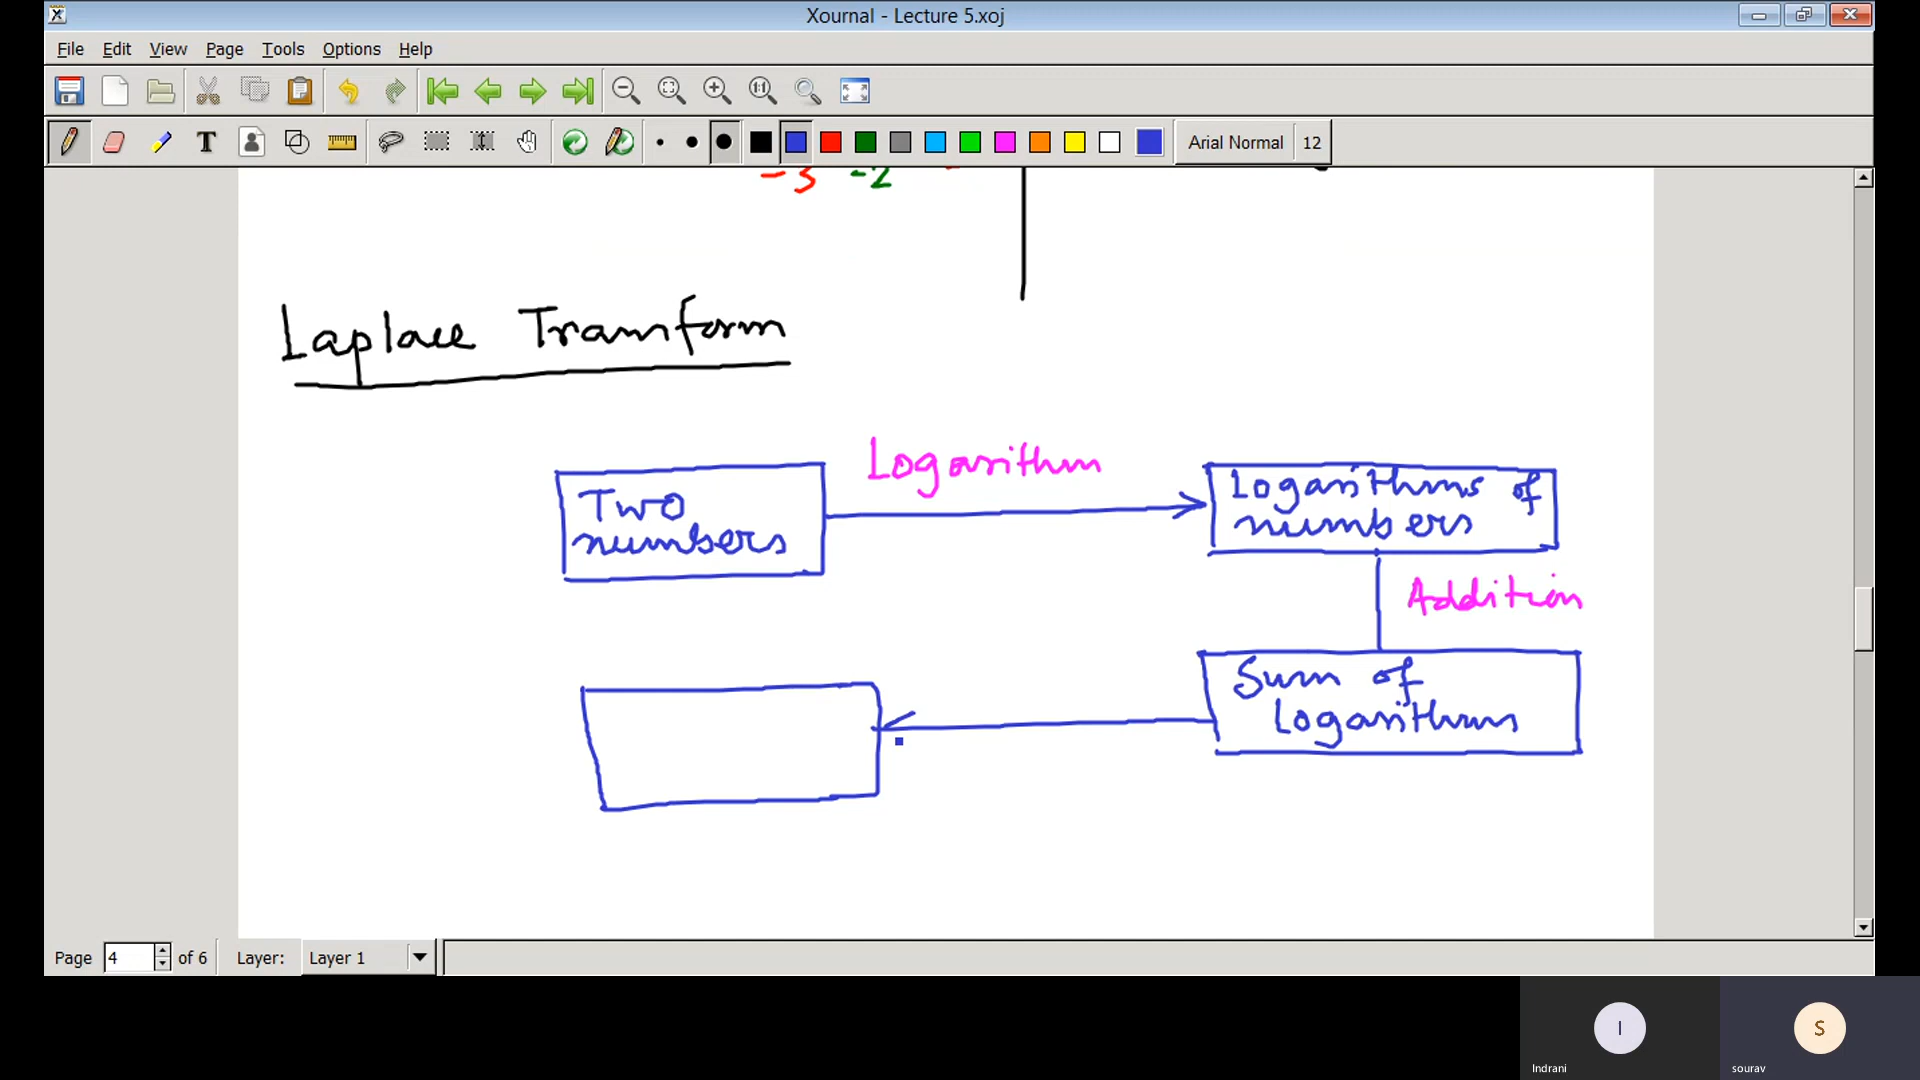 Xournal - Lecture 5.xoj
File Edit View Page Tools Options Help
Arial Normal 12
-3 -2
Laplace Transform
Logarithm
Two
numbers
Logarithms of
numbers
Addition
Sum of
Logarithms
Page 4 of 6 Layer: Layer 1
I
S
Indrani
sourav